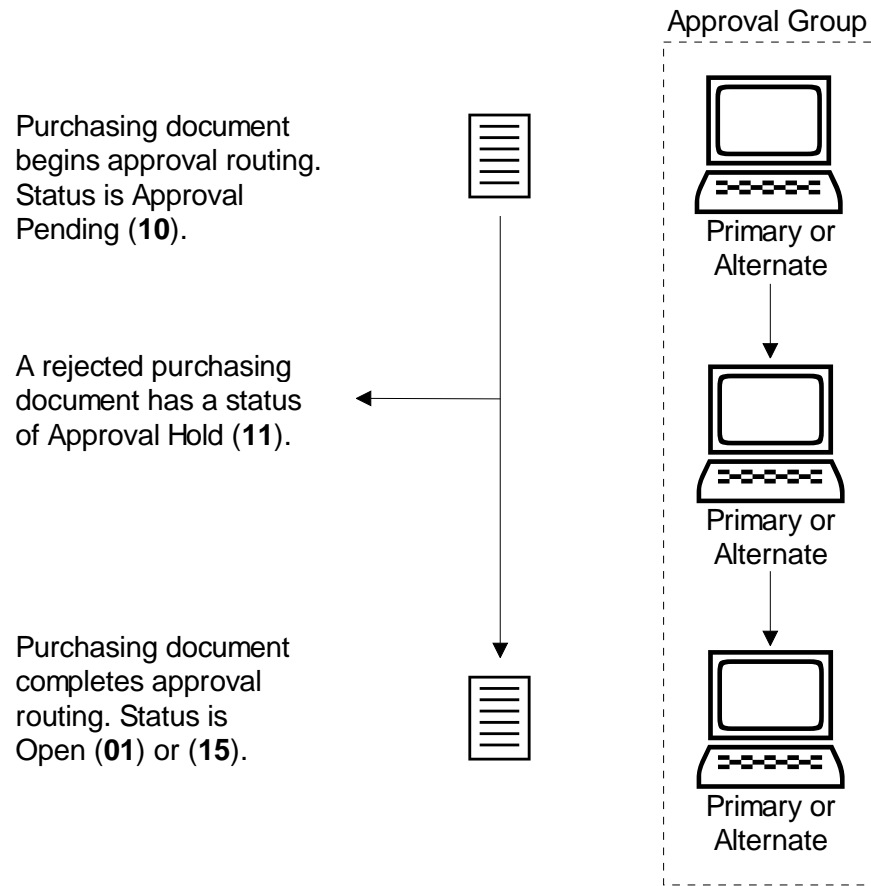 Approval Group
Purchasing document
begins approval routing.
Status is Approval
Pending (10).
Primary or
Alternate
A rejected purchasing
document has a status
of Approval Hold (11).
Primary or
Alternate
Purchasing document
completes approval
routing. Status is
Open (01) or (15).
Primary or
Alternate